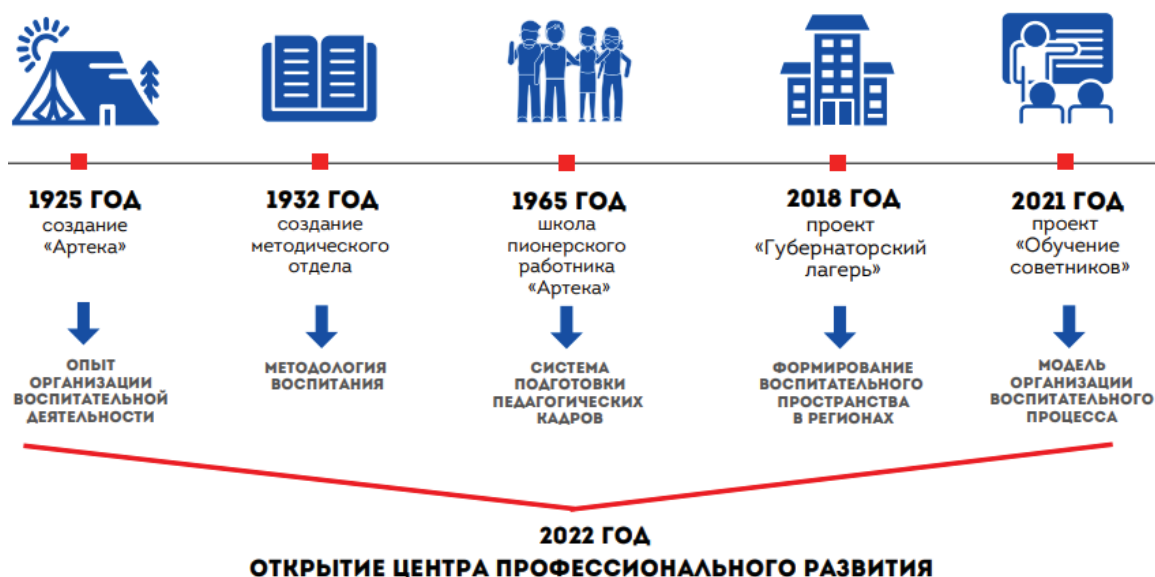 1925 ГОД
создание
«Артека»
1932 ГОД
создание
методического
отдела
1965 ГОД
школа
пионерского
работника
«Артека»
2018 ГОД
проект
«Губернаторский
лагерь»
2021 ГОД
проект
«Обучение
советников»
ОПЫТ
ОРГАНИЗАЦИИ
ВОСПИТАТЕЛЬНОЙ
ДЕЯТЕЛЬНОСТИ
МЕТОДОЛОГИЯ
ВОСПИТАНИЯ
СИСТЕМА
ПОДГОТОВКИ
ПЕДАГОГИЧЕСКИХ
КАДРОВ
ФОРМИРОВАНИЕ
ВОСПИТАТЕЛЬНОГО
ПРОСТРАНСТВА
В РЕГИОНАХ
МОДЕЛЬ
ОРГАНИЗАЦИИ
ВОСПИТАТЕЛЬНОГО
ПРОЦЕССА
2022 ГОД
ОТКРЫТИЕ ЦЕНТРА ПРОФЕССИОНАЛЬНОГО РАЗВИТИЯ